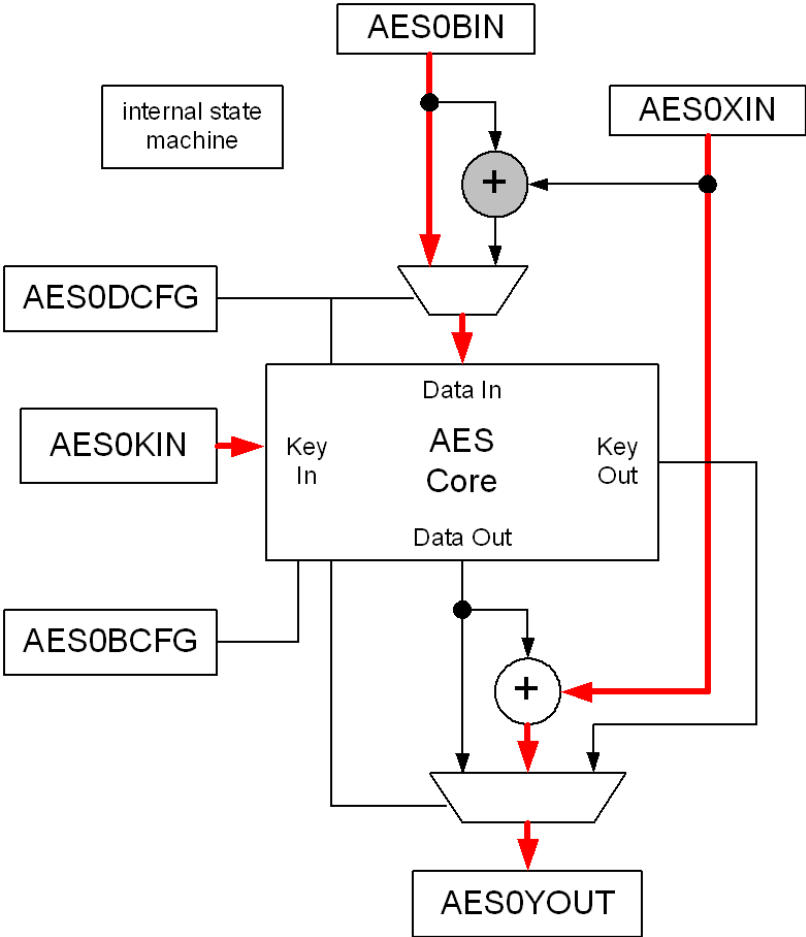 AES0BIN
internal state
machine
AES0XIN
+
AES0DCFG
Data In
AES0KIN
Key
In
AES
Core
Key
Out
Data Out
AES0BCFG
+
AES0YOUT